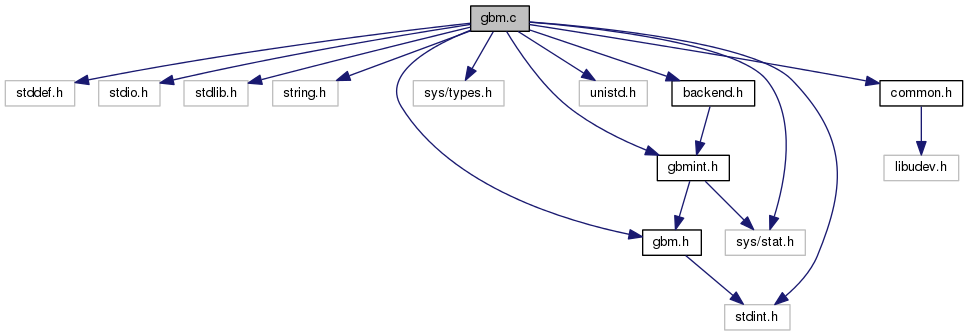 gbm.c
stddef.h
stdio.h
stdlib.h
string.h
sys/types.h
unistd.h
backend.h
common.h
gbmint.h
libudev.h
gbm.h
sys/stat.h
stdint.h